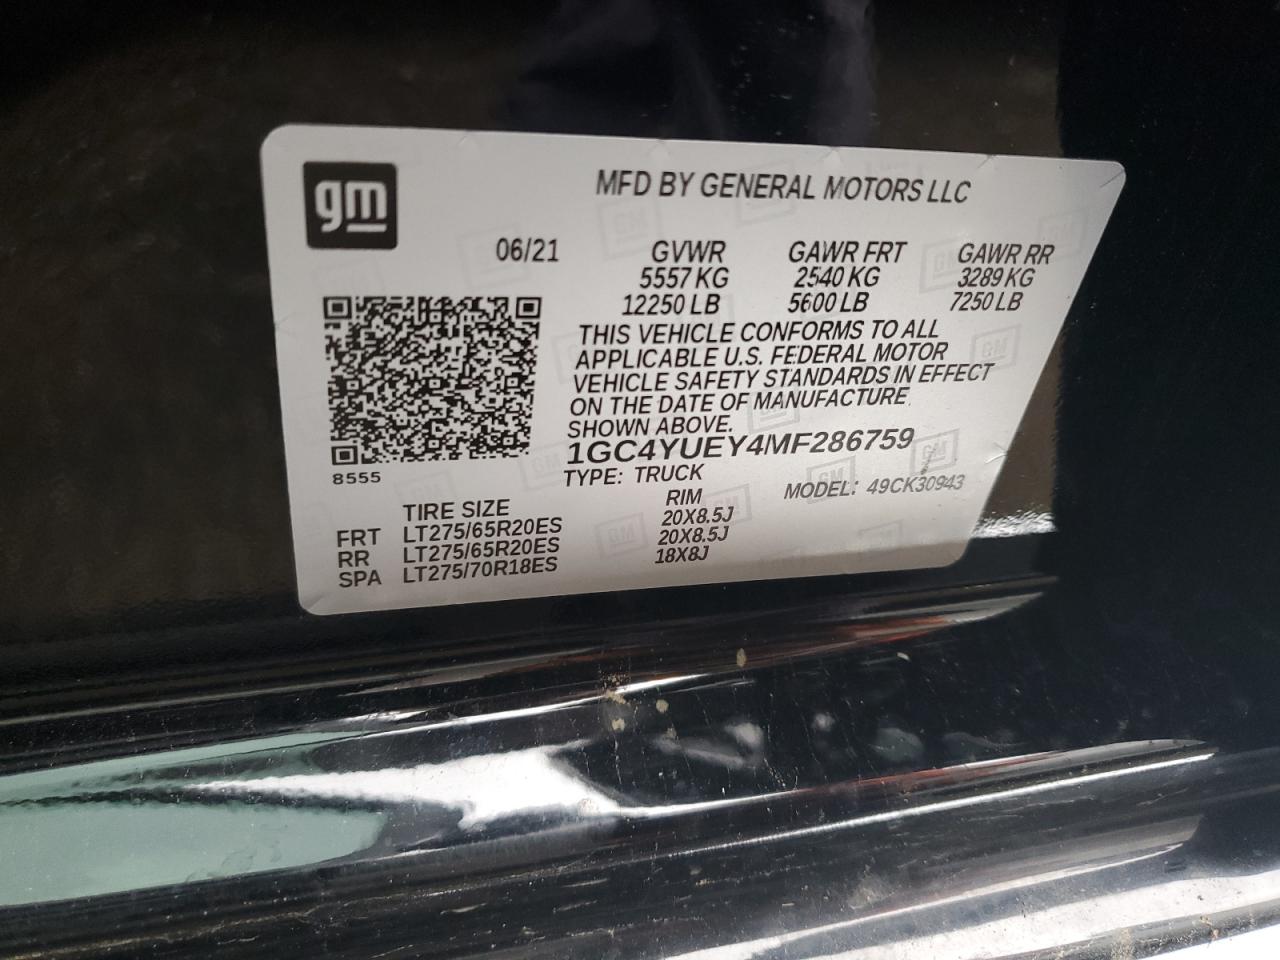 gm
MFD BY GENERAL MOTORS LLC
06/21 GVWR GAWR FRT GAWR RR
5557 KG 2540 KG 3289 KG
12250 LB 5600 LB 7250 LB
THIS VEHICLE CONFORMS TO ALL
APPLICABLE U.S. FEDERAL MOTOR
VEHICLE SAFETY STANDARDS IN EFFECT
ON THE DATE OF MANUFACTURE
SHOWN ABOVE.
1GC4YUEY4MF286759
8555
TYPE: TRUCK
MODEL: 49CK30943
TIRE SIZE RIM
FRT LT275/65R20ES 20X8.5J
RR LT275/65R20ES 20X8.5J
SPA LT275/70R18ES 18X8J